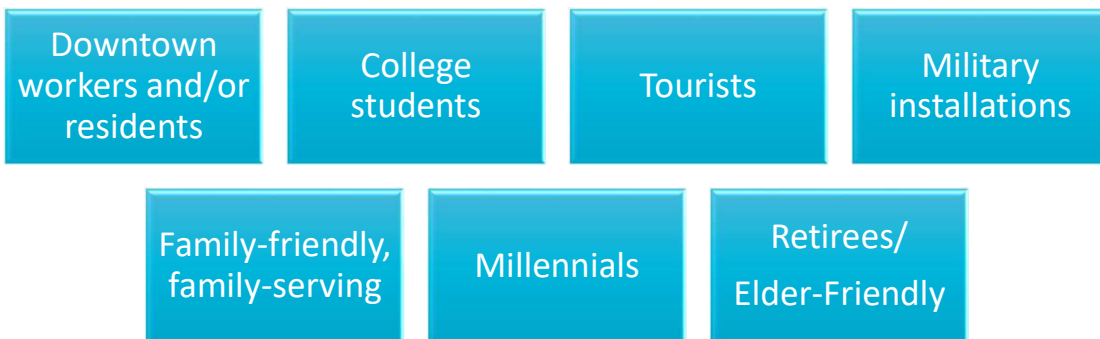 Downtown
workers and/or
residents
College
students
Tourists
Military
installations
Family-friendly,
family-serving
Millennials
Retirees/
Elder-Friendly